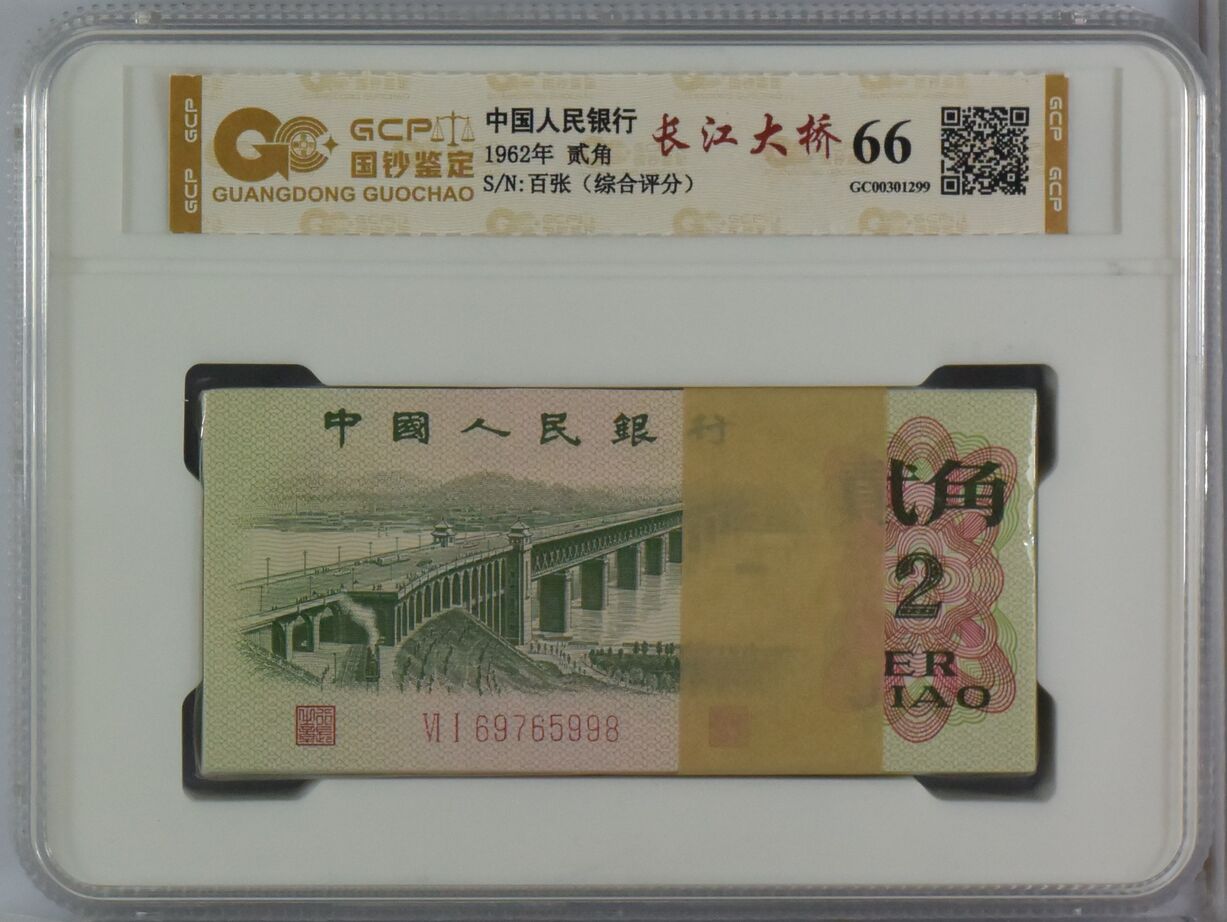 GCP
GCP
GCP
国钞鉴定
GUANGDONG GUOCHAO
中国人民银行
1962年 贰角
S/N:百张（综合评分）
长江大桥
66
GC00301299
GCP
GCP
中國人民銀行
貳角
2
ER
JIAO
Ⅵ Ⅰ 69765998